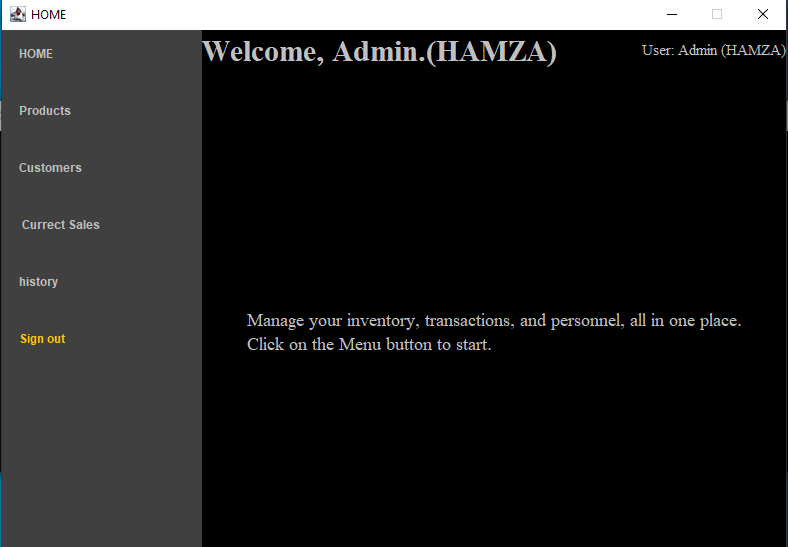 HOME
HOME
Products
Customers
Currect Sales
history
Sign out
Welcome, Admin.(HAMZA)
User: Admin (HAMZA)
Manage your inventory, transactions, and personnel, all in one place.
Click on the Menu button to start.